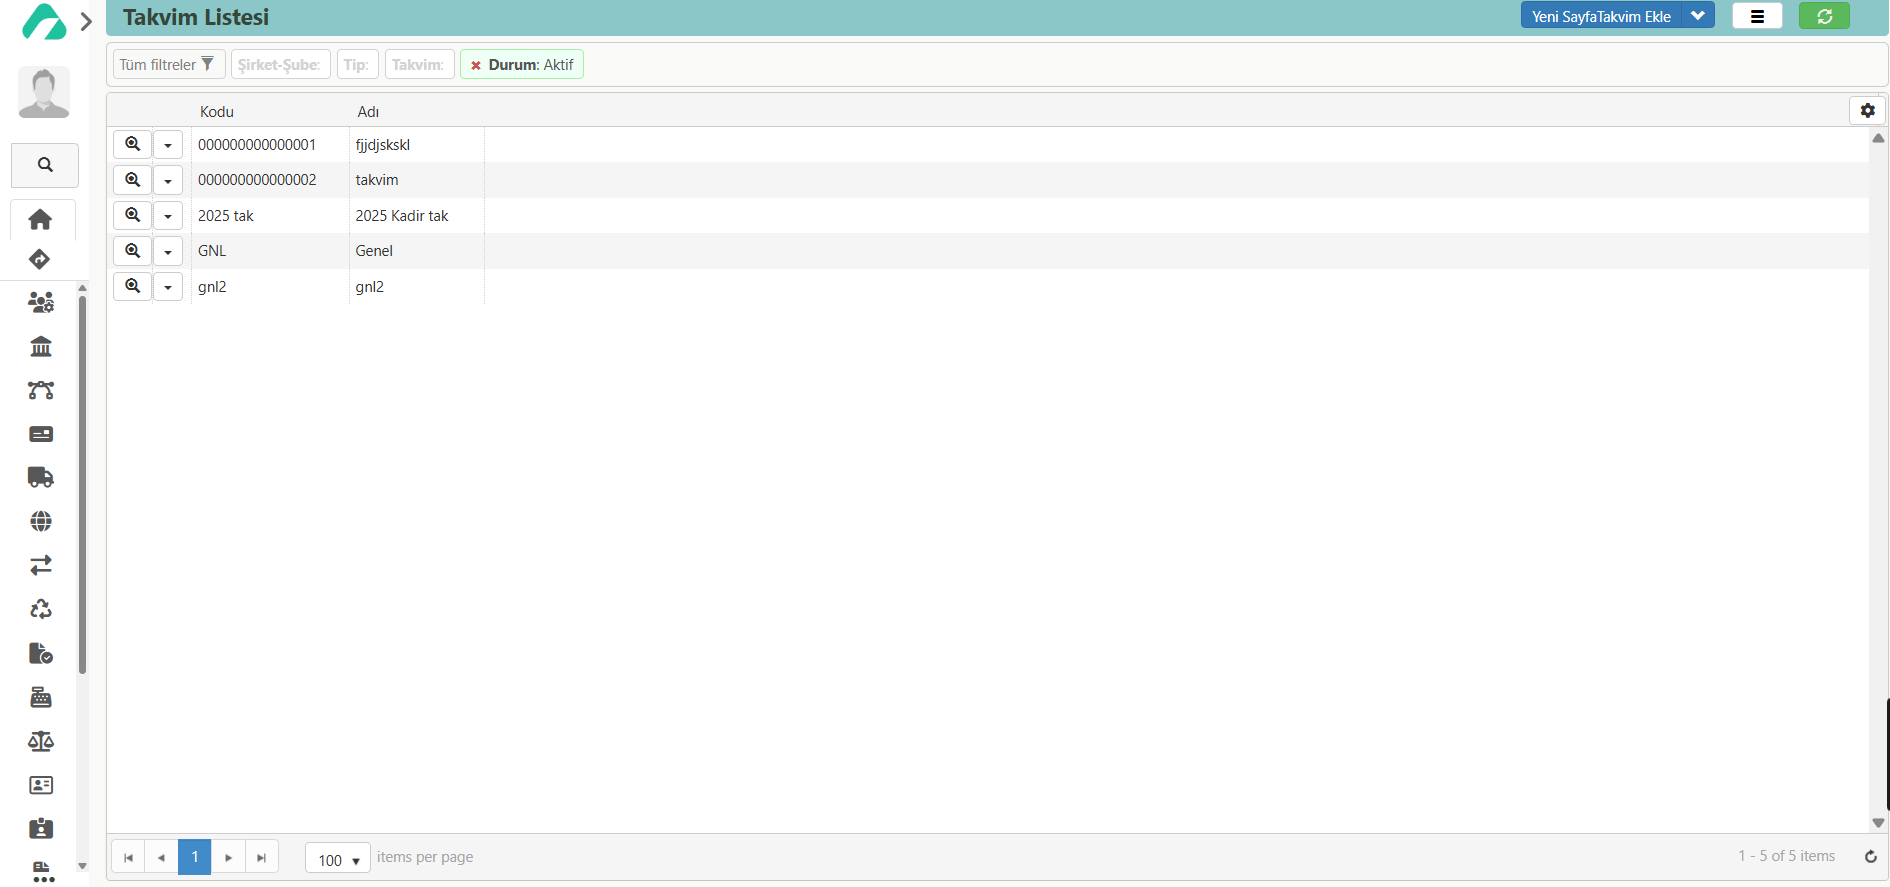 Takvim Listesi
Yeni SayfaTakvim Ekle
Tüm filtreler Şirket-Şube: Tip: Takvim: Durum: Aktif
Kodu Adı
000000000000001 fjjdjskskl
000000000000002 takvim
2025 tak 2025 Kadir tak
GNL Genel
gnl2 gnl2
1 100 items per page 1 - 5 of 5 items